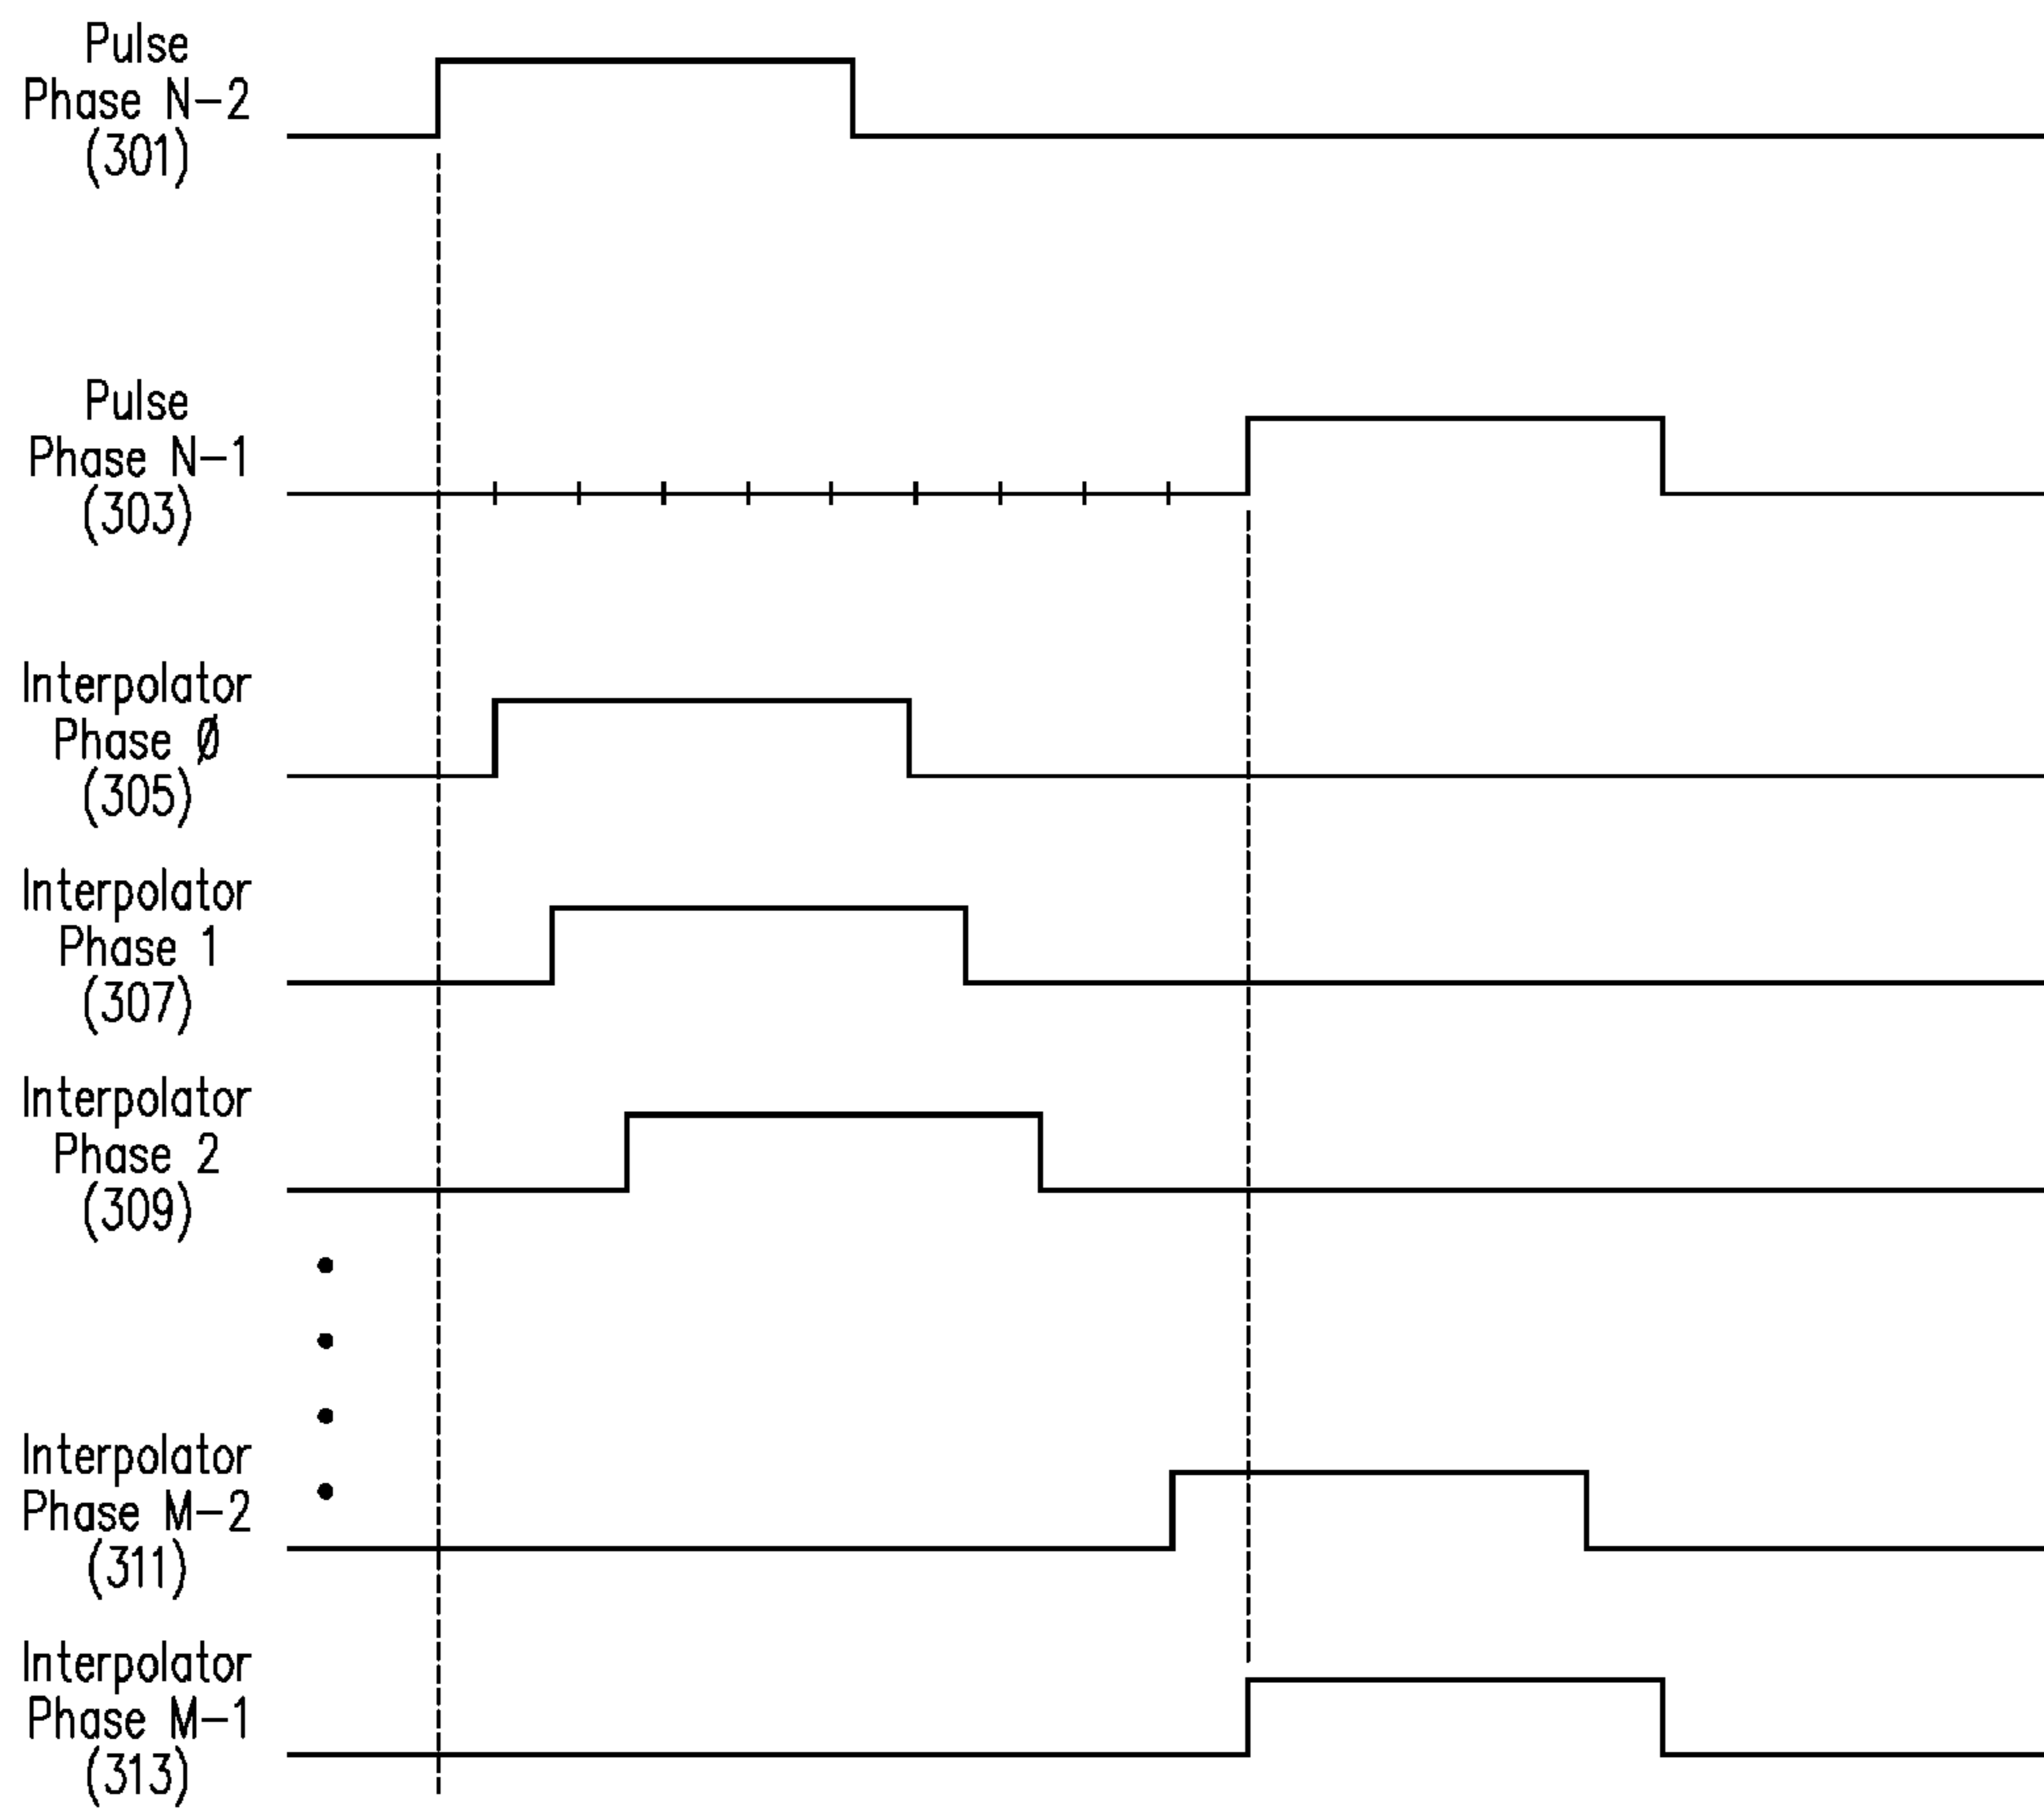 Pulse
Phase N-2
(301)
Pulse
Phase N-1
(303)
Interpolator
Phase Ø
(305)
Interpolator
Phase 1
(307)
Interpolator
Phase 2
(309)
Interpolator
Phase M-2
(311)
Interpolator
Phase M-1
(313)